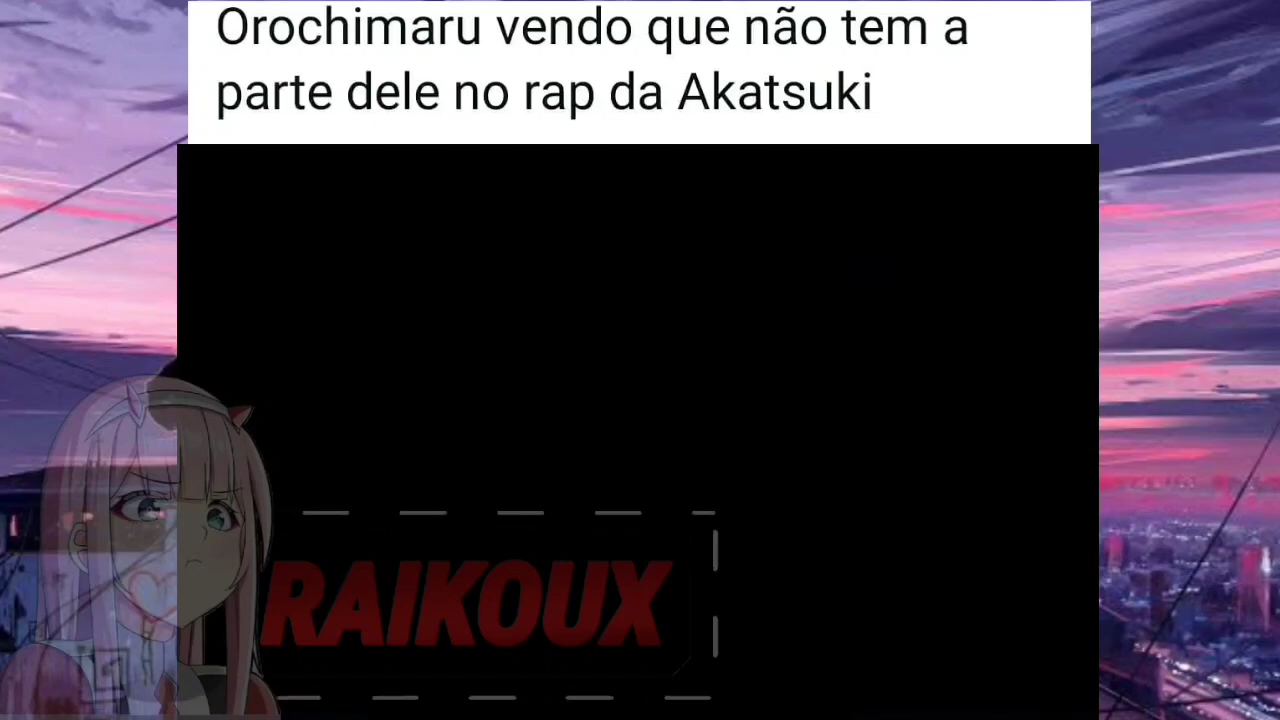 Orochimaru vendo que não tem a
parte dele no rap da Akatsuki
RAIKOUX